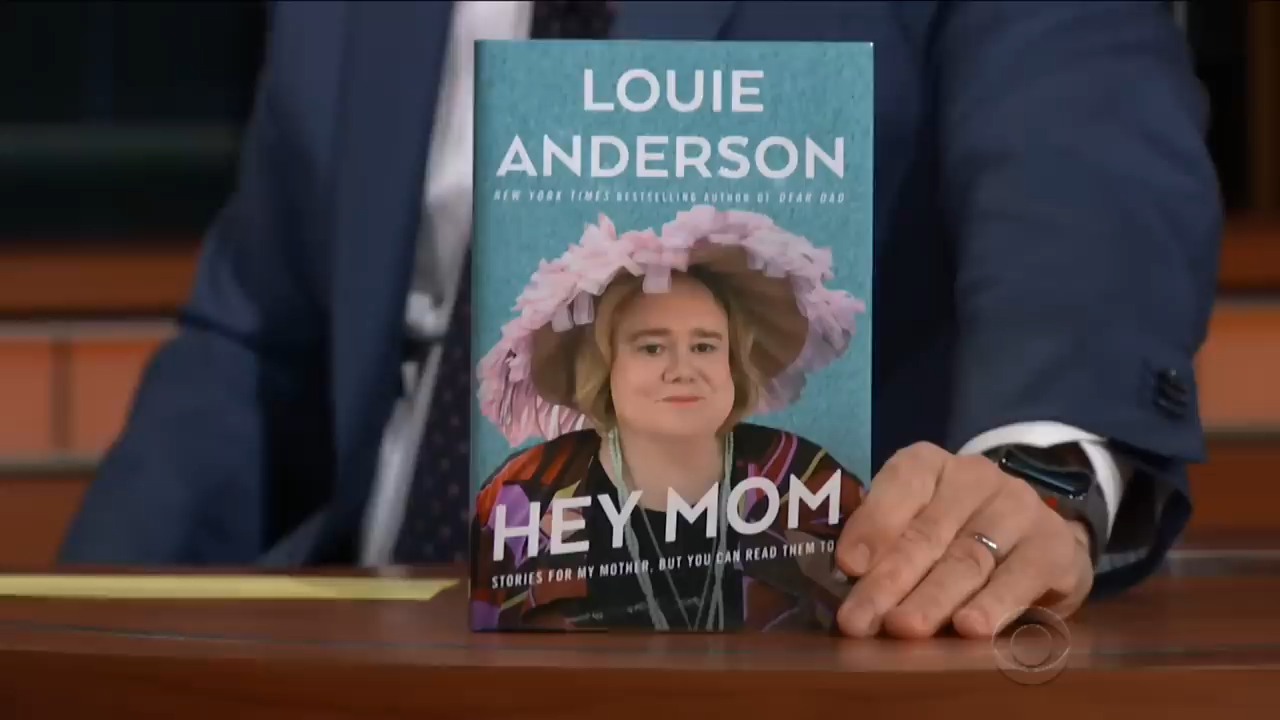 LOUIE
ANDERSON
NEW YORK TIMES BESTSELLING AUTHOR OF DEAR DAD
HEY MOM
STORIES FOR MY MOTHER, BUT YOU CAN READ THEM TO